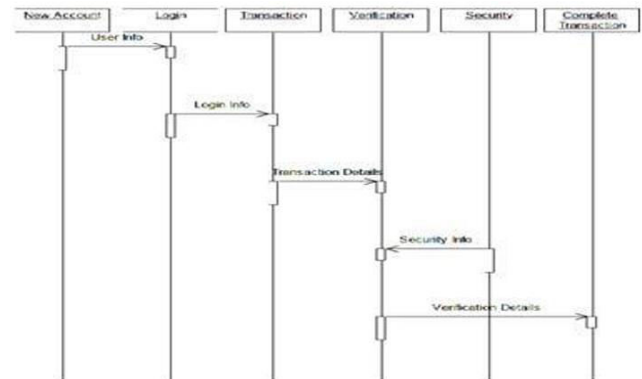 New Account
Login
Transaction
Verification
Security
Complete
Transaction
User Info
Login Info
Transaction Details
Security Info
Verification Details